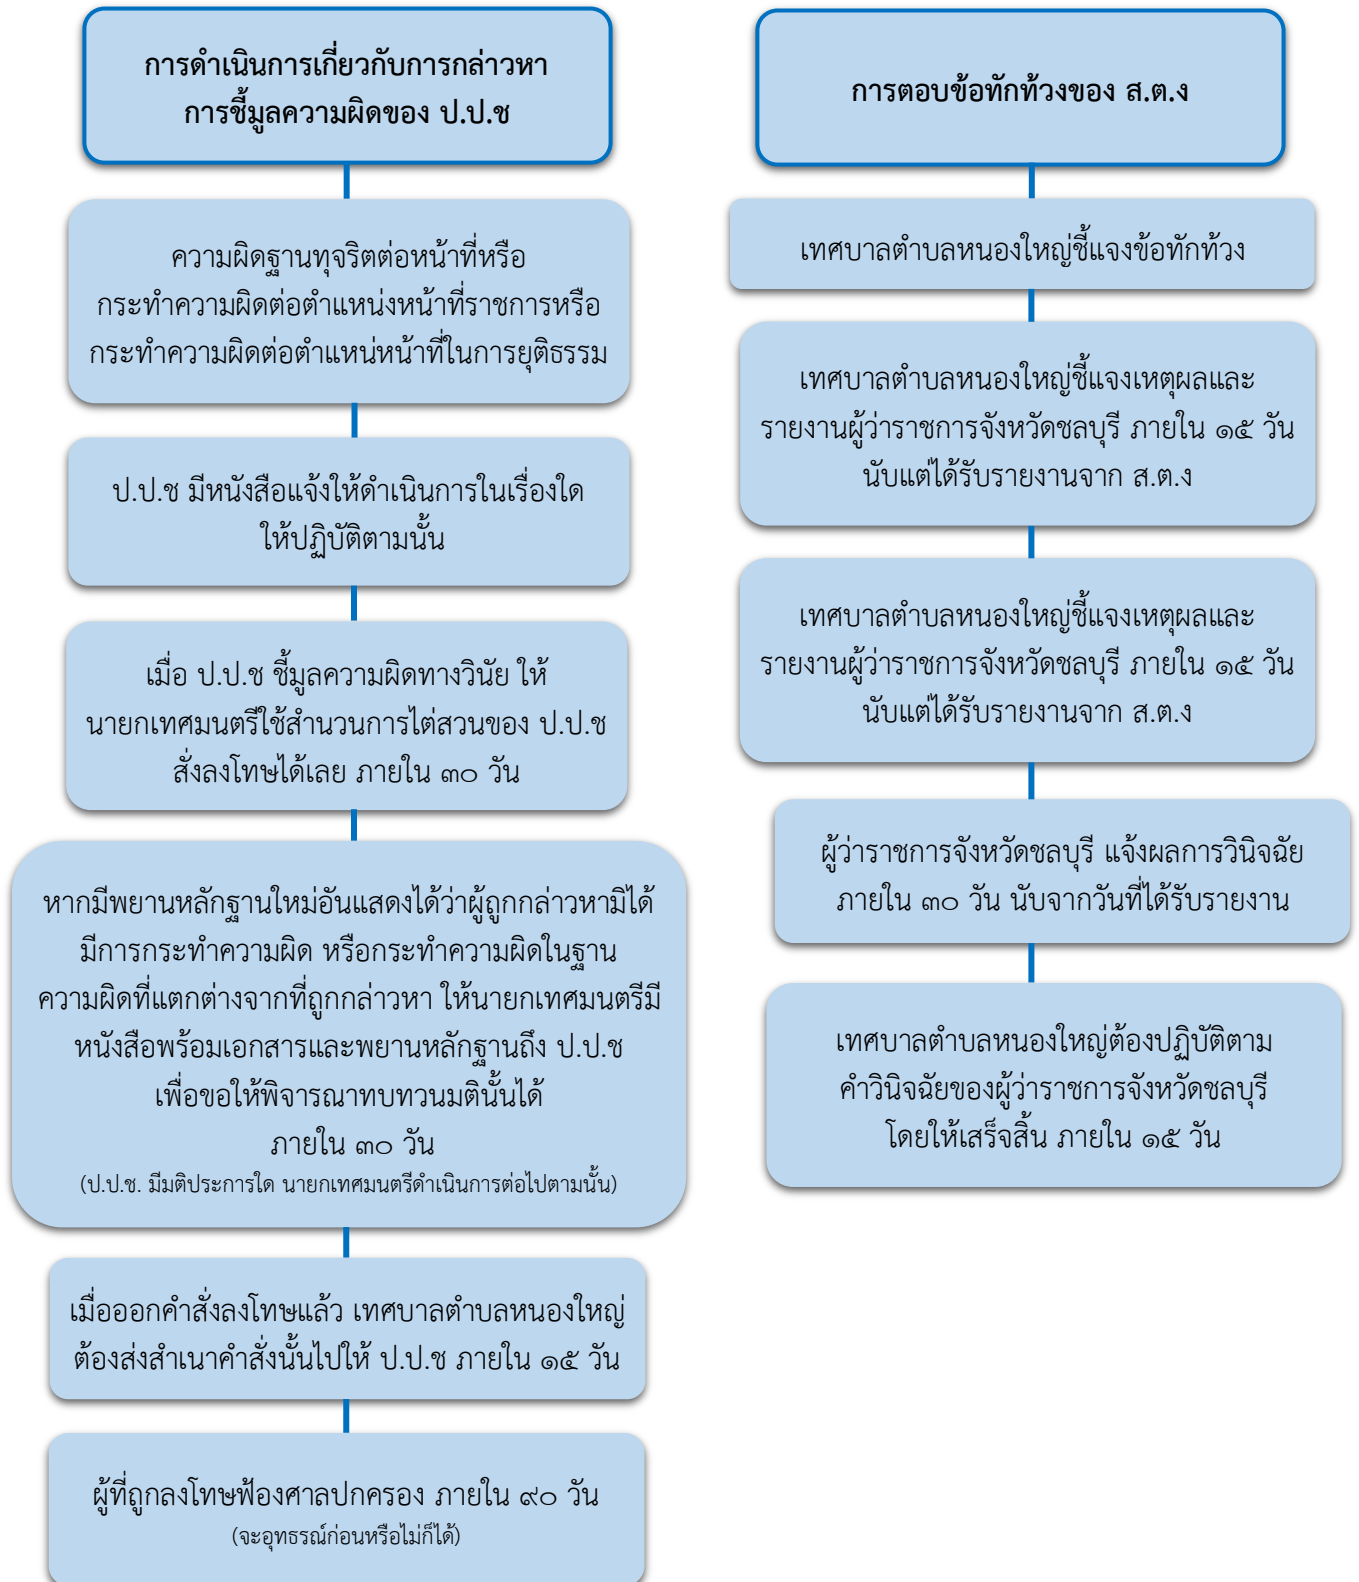 การดำเนินการเกี่ยวกับการกล่าวหา
การชี้มูลความผิดของ ป.ป.ช
ความผิดฐานทุจริตต่อหน้าที่หรือ
กระทำความผิดต่อตำแหน่งหน้าที่ราชการหรือ
กระทำความผิดต่อตำแหน่หน้าที่ในการยุติธรรม
ป.ป.ช มีหนังสือแจ้งให้ดำเนินการในเรื่องใด
ให้ปฏิบัติตามนั้น
เมื่อ ป.ป.ช ชี้มูลความผิดทางวินัย ให้
นายกเทศมนตรีใช้สำนวนการไต่สวนของ ป.ป.ช
สั่งลงโทษได้เลย ภายใน ๓๐ วัน
หากมีพยานหลักฐานใหม่อันแสดงได้ว่าผู้ถูกกล่าวหามิได้
มีการกระทำความผิด หรือกระทำความผิดในฐาน
ความผิดที่แตกต่างจากที่ถูกกล่าวหา ให้นายกเทศมนตรีมี
หนังสือพร้อมเอกสารและพยานหลักฐานถึง ป.ป.ช
เพื่อขอให้พิจารณาทบทวนมตินั้นได้
ภายใน ๓๐ วัน
(ป.ป.ช. มีมติประการใด นายกเทศมนตรีดำเนินการต่อไปตามนั้น)
เมื่อออกคำสั่งลงโทษแล้ว เทศบาลตำบลหนองใหญ่
ต้องส่งสำเนาคำสั่งนั้นไปให้ ป.ป.ช ภายใน ๑๕ วัน
ผู้ที่ถูกลงโทษฟ้องศาลปกครอง ภายใน ๙๐ วัน
(จะอุทธรณ์ก่อนหรือไม่ก็ได้)
การตอบข้อทักท้วงของ ส.ต.ง
เทศบาลตำบลหนองใหญ่ชี้แจงข้อทักท้วง
เทศบาลตำบลหนองใหญ่ชี้แจงเหตุผลและ
รายงานผู้ว่าราชการจังหวัดชลบุรี ภายใน ๑๕ วัน
นับแต่ได้รับรายงานจาก ส.ต.ง
เทศบาลตำบลหนองใหญ่ชี้แจงเหตุผลและ
รายงานผู้ว่าราชการจังหวัดชลบุรี ภายใน ๑๕ วัน
นับแต่ได้รับรายงานจาก ส.ต.ง
ผู้ว่าราชการจังหวัดชลบุรี แจ้งผลการวินิจฉัย
ภายใน ๓๐ วัน นับจากวันที่ได้รับรายงาน
เทศบาลตำบลหนองใหญ่ต้องปฏิบัติตาม
คำวินิจฉัยของผู้ว่าราชการจังหวัดชลบุรี
โดยให้เสร็จสิ้น ภายใน ๑๕ วัน